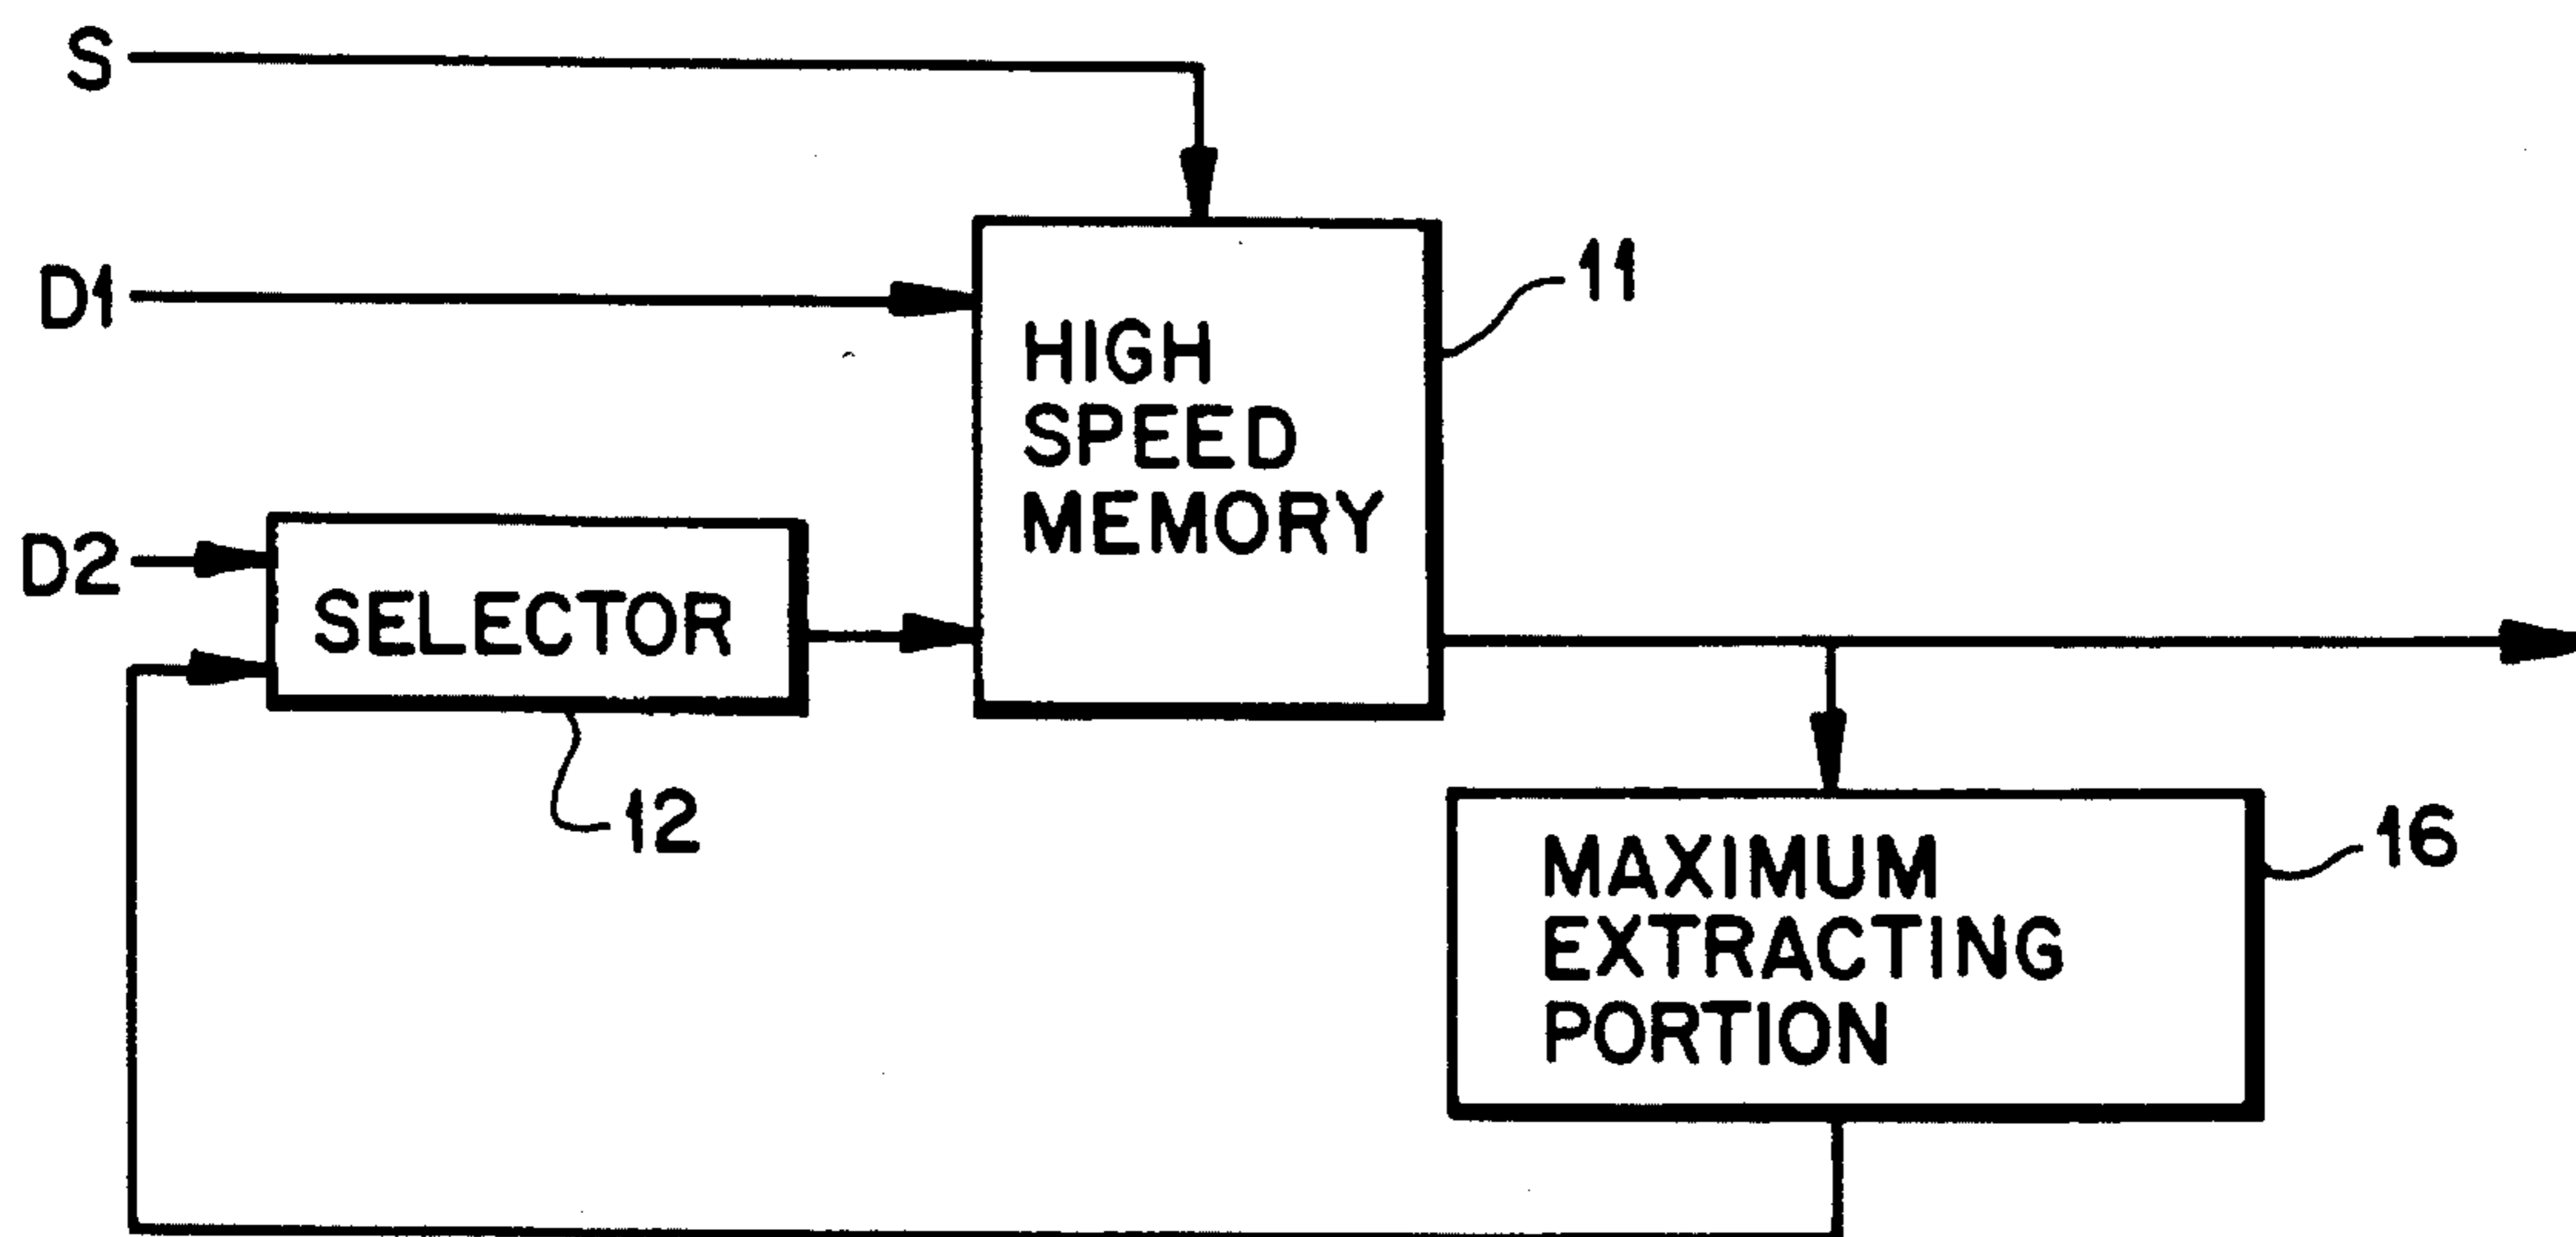 S
D1
11
HIGH
SPEED
MEMORY
D2
SELECTOR
12
16
MAXIMUM
EXTRACTING
PORTION